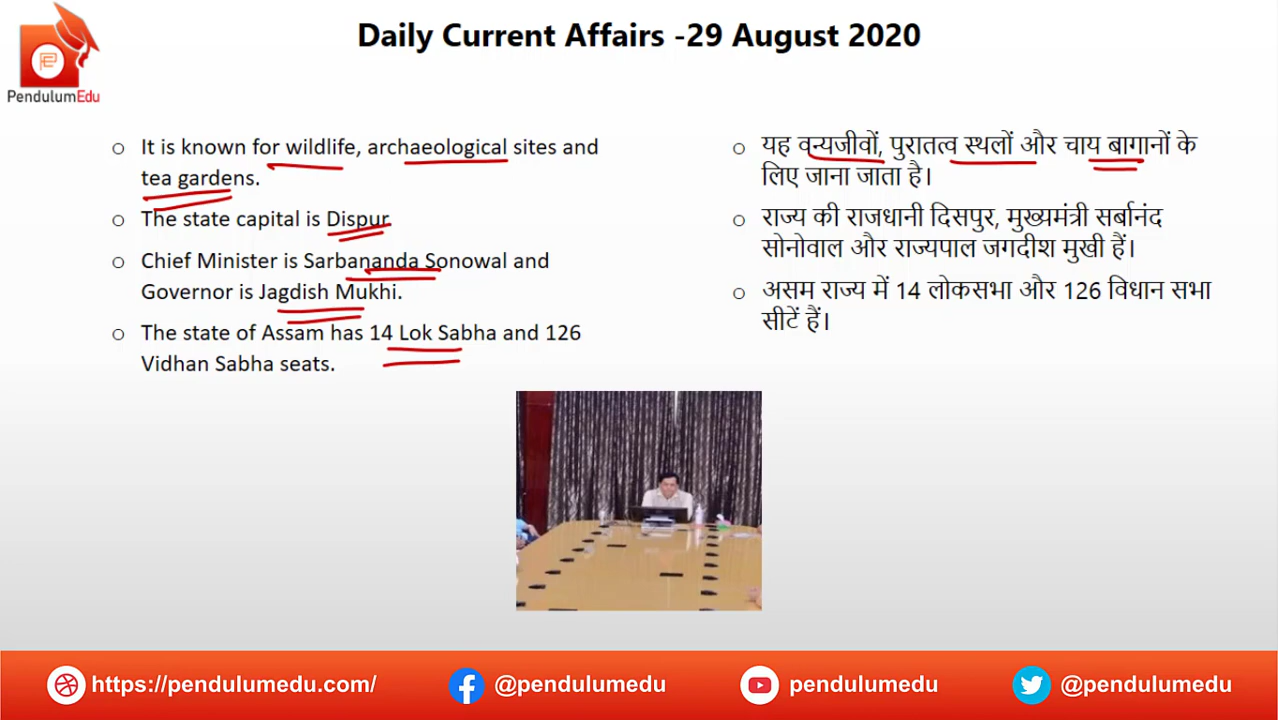 Daily Current Affairs -29 August 2020
PendulumEdu
o It is known for wildlife, archaeological sites and
tea gardens.
o The state capital is Dispur
o Chief Minister is Sarbananda Sonowal and
Governor is Jagdish Mukhi.
o The state of Assam has 14 Lok Sabha and 126
Vidhan Sabha seats.
o यह वन्यजीवों, पुरातत्व स्थलों और चाय बागानों के
लिए जाना जाता है।
o राज्य की राजधानी दिसपुर, मुख्यमंत्री सर्बानंद
सोनोवाल और राज्यपाल जगदीश मुखी हैं।
o असम राज्य में 14 लोकसभा और 126 विधान सभा
सीटें हैं।
https://pendulumedu.com/
@pendulumedu
pendulumedu
@pendulumedu